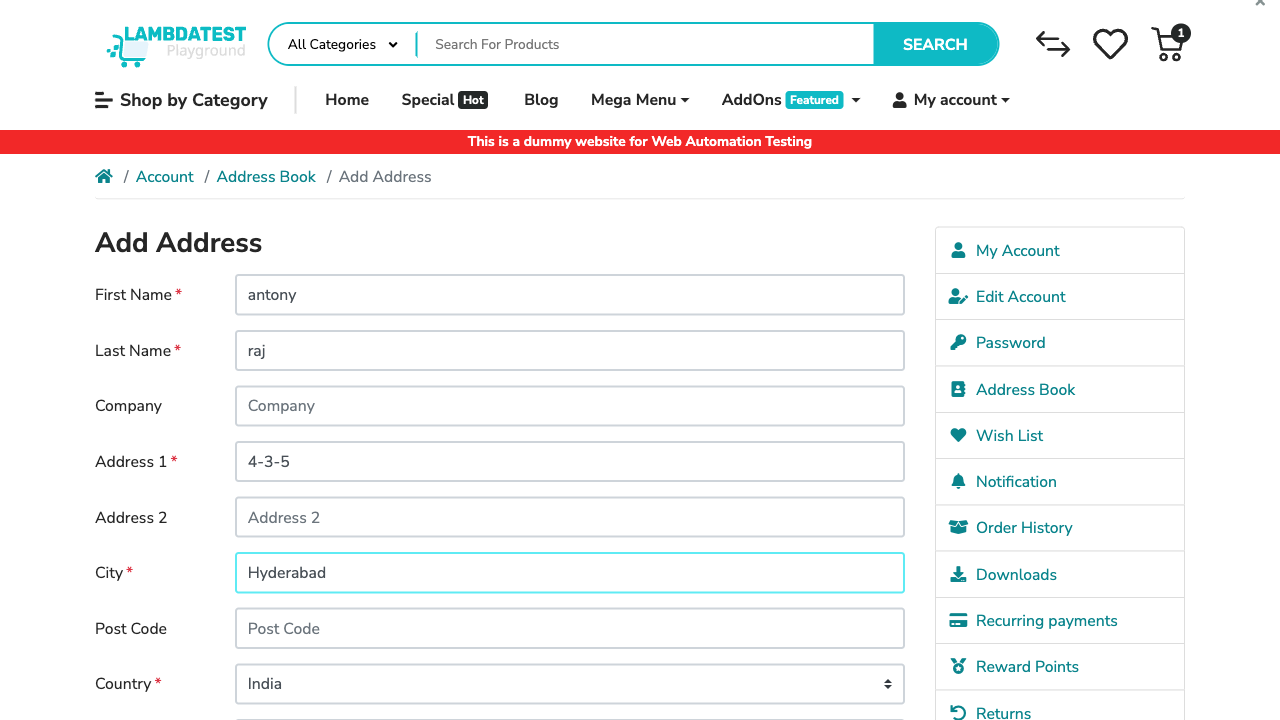 LAMBDATEST
Playground
All Categories
Search For Products
SEARCH
1
Shop by Category
Home
Special Hot
Blog
Mega Menu
AddOns Featured
My account
This is a dummy website for Web Automation Testing
/ Account / Address Book / Add Address
Add Address
First Name *
antony
Last Name *
raj
Company
Company
Address 1 *
4-3-5
Address 2
Address 2
City *
Hyderabad
Post Code
Post Code
Country *
India
My Account
Edit Account
Password
Address Book
Wish List
Notification
Order History
Downloads
Recurring payments
Reward Points
Returns